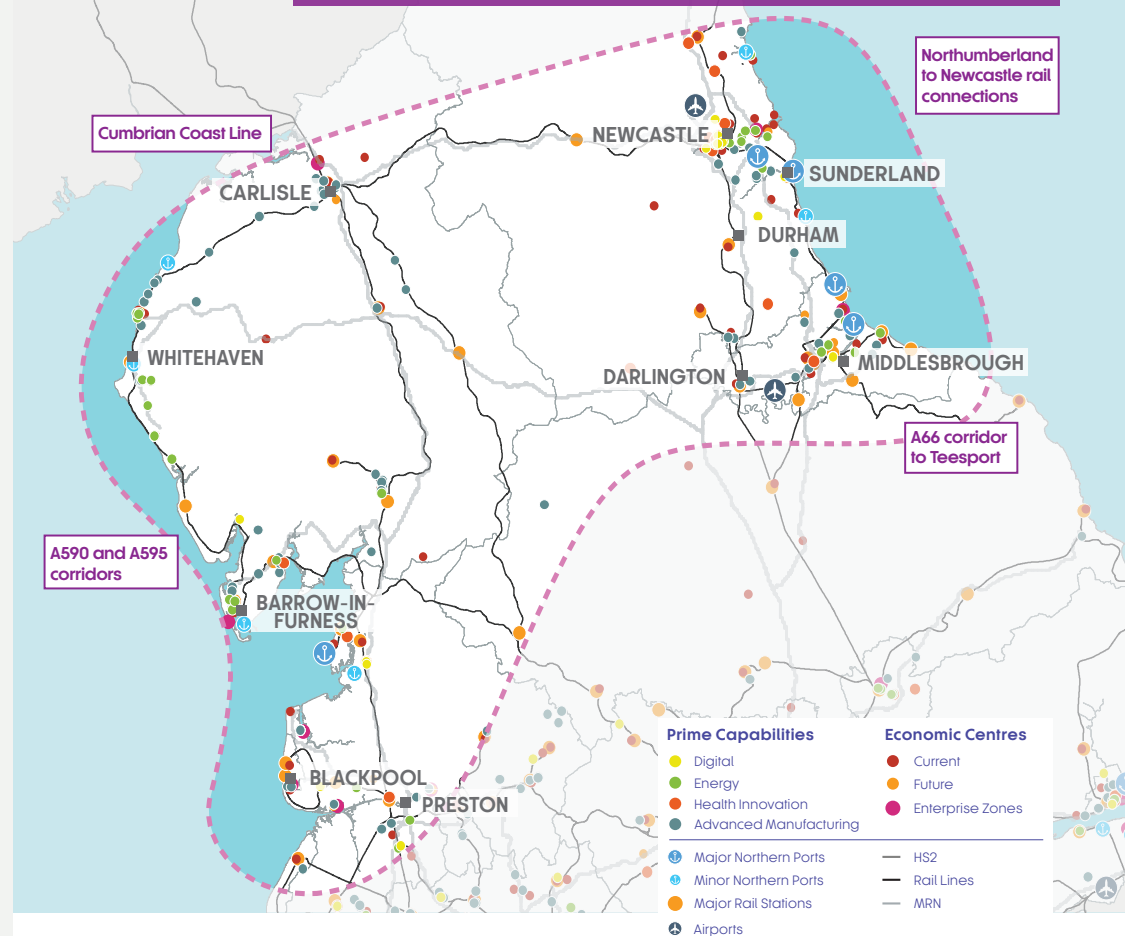 Northumberland
to Newcastle rail
connections
Cumbrian Coast Line
NEWCASTLE
CARLISLE
SUNDERLAND
DURHAM
WHITEHAVEN
MIDDLESBROUGH
DARLINGTON
A66 corridor
to Teesport
A590 and A595
corridors
BARROW-IN-
FURNESS
BLACKPOOL
PRESTON
Prime Capabilities
Digital
Energy
Health Innovation
Advanced Manufacturing
Economic Centres
Current
Future
Enterprise Zones
Major Northern Ports
Minor Northern Ports
Major Rail Stations
Airports
HS2
Rail Lines
MRN